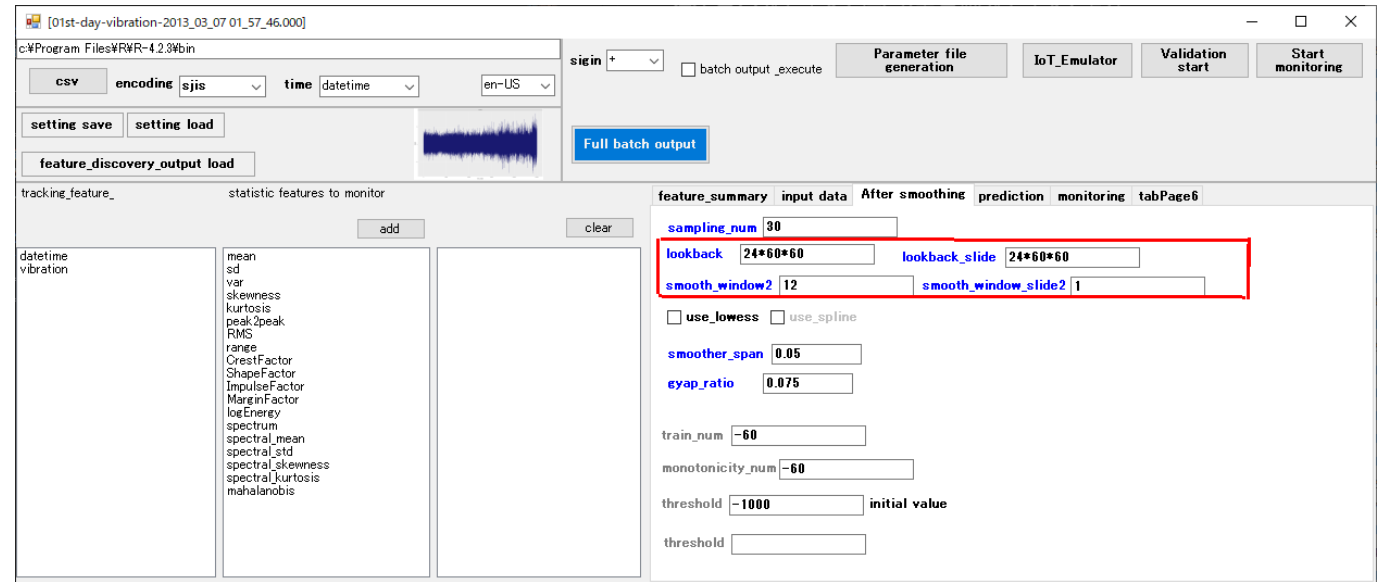 [01st-day-vibration-2013_03_07 01_57_46.000]
c:¥Program Files¥R¥R-4.2.3¥bin
csv encoding sjis time datetime en-US
sigin + batch output _execute
Parameter file generation
IoT_Emulator
Validation start
Start monitoring
setting save setting load
Full batch output
feature_discovery_output load
tracking_feature_ statistic features to monitor
add clear
datetime
vibration
mean
sd
var
skewness
kurtosis
peak2peak
RMS
range
CrestFactor
ShapeFactor
ImpulseFactor
MarginFactor
logEnergy
spectrum
spectral_mean
spectral_std
spectral_skewness
spectral_kurtosis
mahalanobis
feature_summary input data After smoothing prediction monitoring tabPage6
sampling_num 30
lookback 24*60*60 lookback_slide 24*60*60
smooth_window2 12 smooth_window_slide2 1
use_lowess use_spline
smoother_span 0.05
gyap_ratio 0.075
train_num -60
monotonicity_num -60
threshold -1000 initial value
threshold